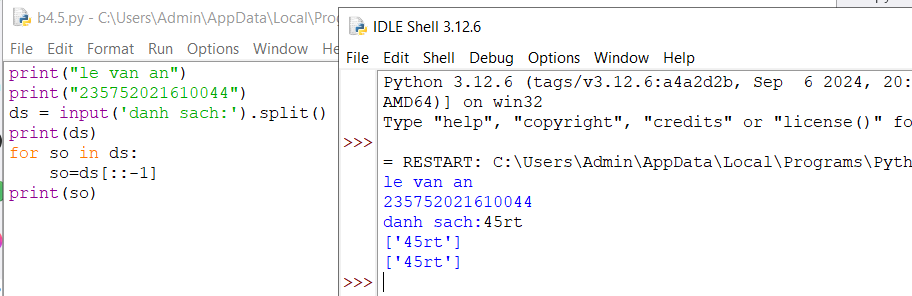 b4.5.py - C:\Users\Admin\AppData\Local\Pro
File Edit Format Run Options Window He
print("le van an")
print("235752021610044")
ds = input('danh sach:').split()
print(ds)
for so in ds:
    so=ds[::-1]
print(so)
IDLE Shell 3.12.6
File Edit Shell Debug Options Window Help
Python 3.12.6 (tags/v3.12.6:a4a2d2b, Sep  6 2024, 20:
AMD64)] on win32
Type "help", "copyright", "credits" or "license()" fo
>>>
= RESTART: C:\Users\Admin\AppData\Local\Programs\Pyth
le van an
235752021610044
danh sach:45rt
['45rt']
['45rt']
>>>